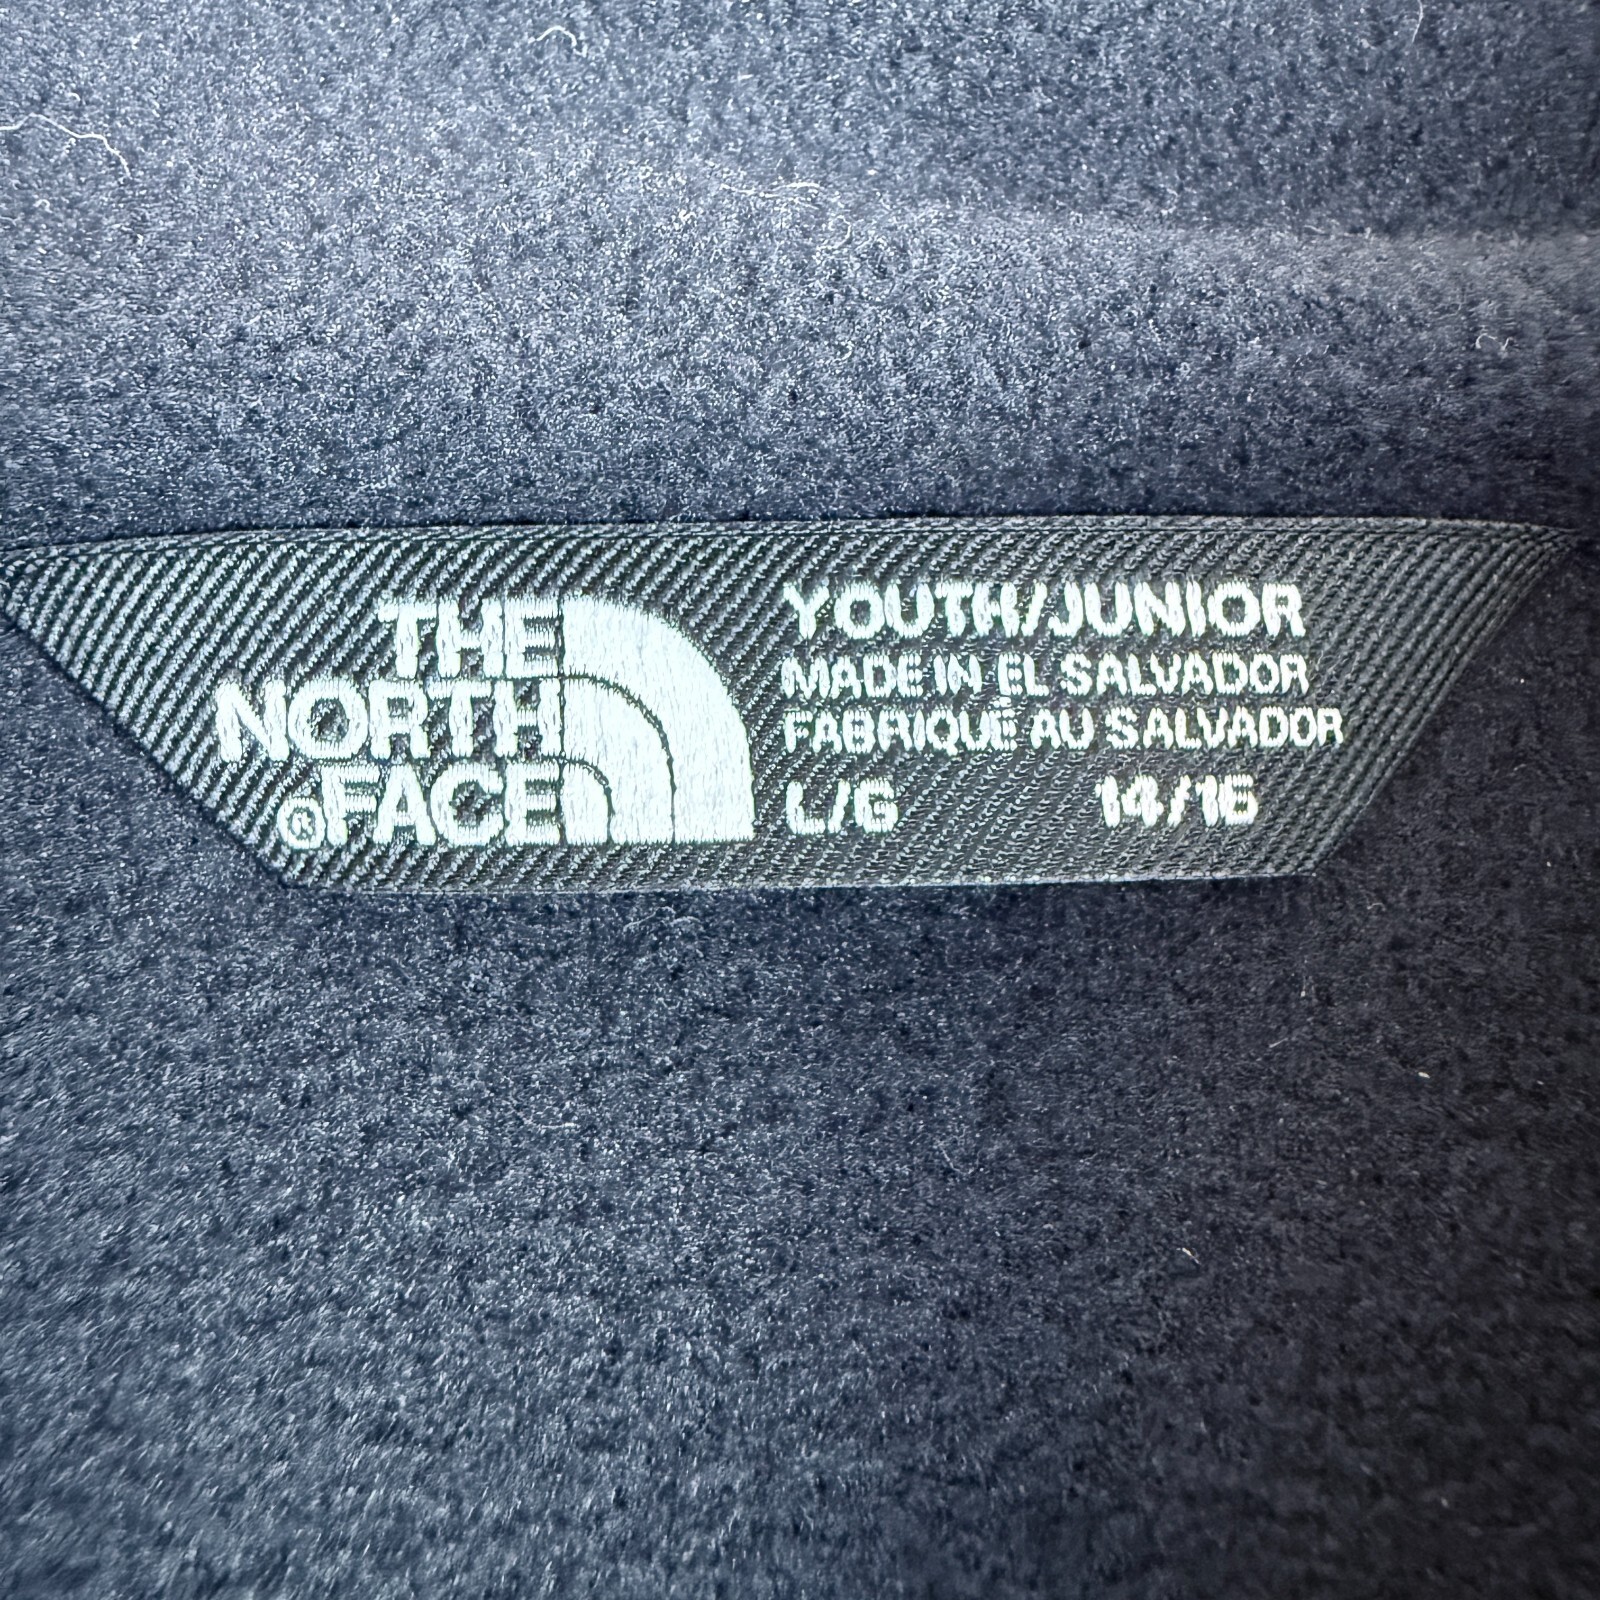 THE
NORTH
®FACE
YOUTH/JUNIOR
MADE IN EL SALVADOR
FABRIQUÉ AU SALVADOR
L/G 14/16